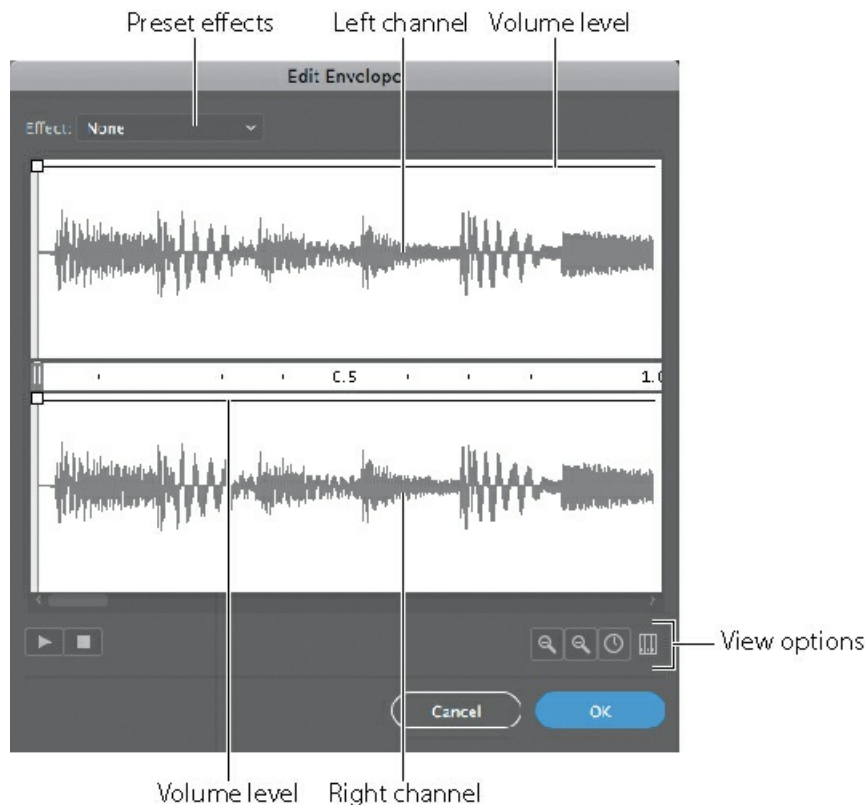 Preset effects Left channel Volume level
Edit Envelope
Effect: None
0.5 1.0
View options
Cancel OK
Volume level Right channel